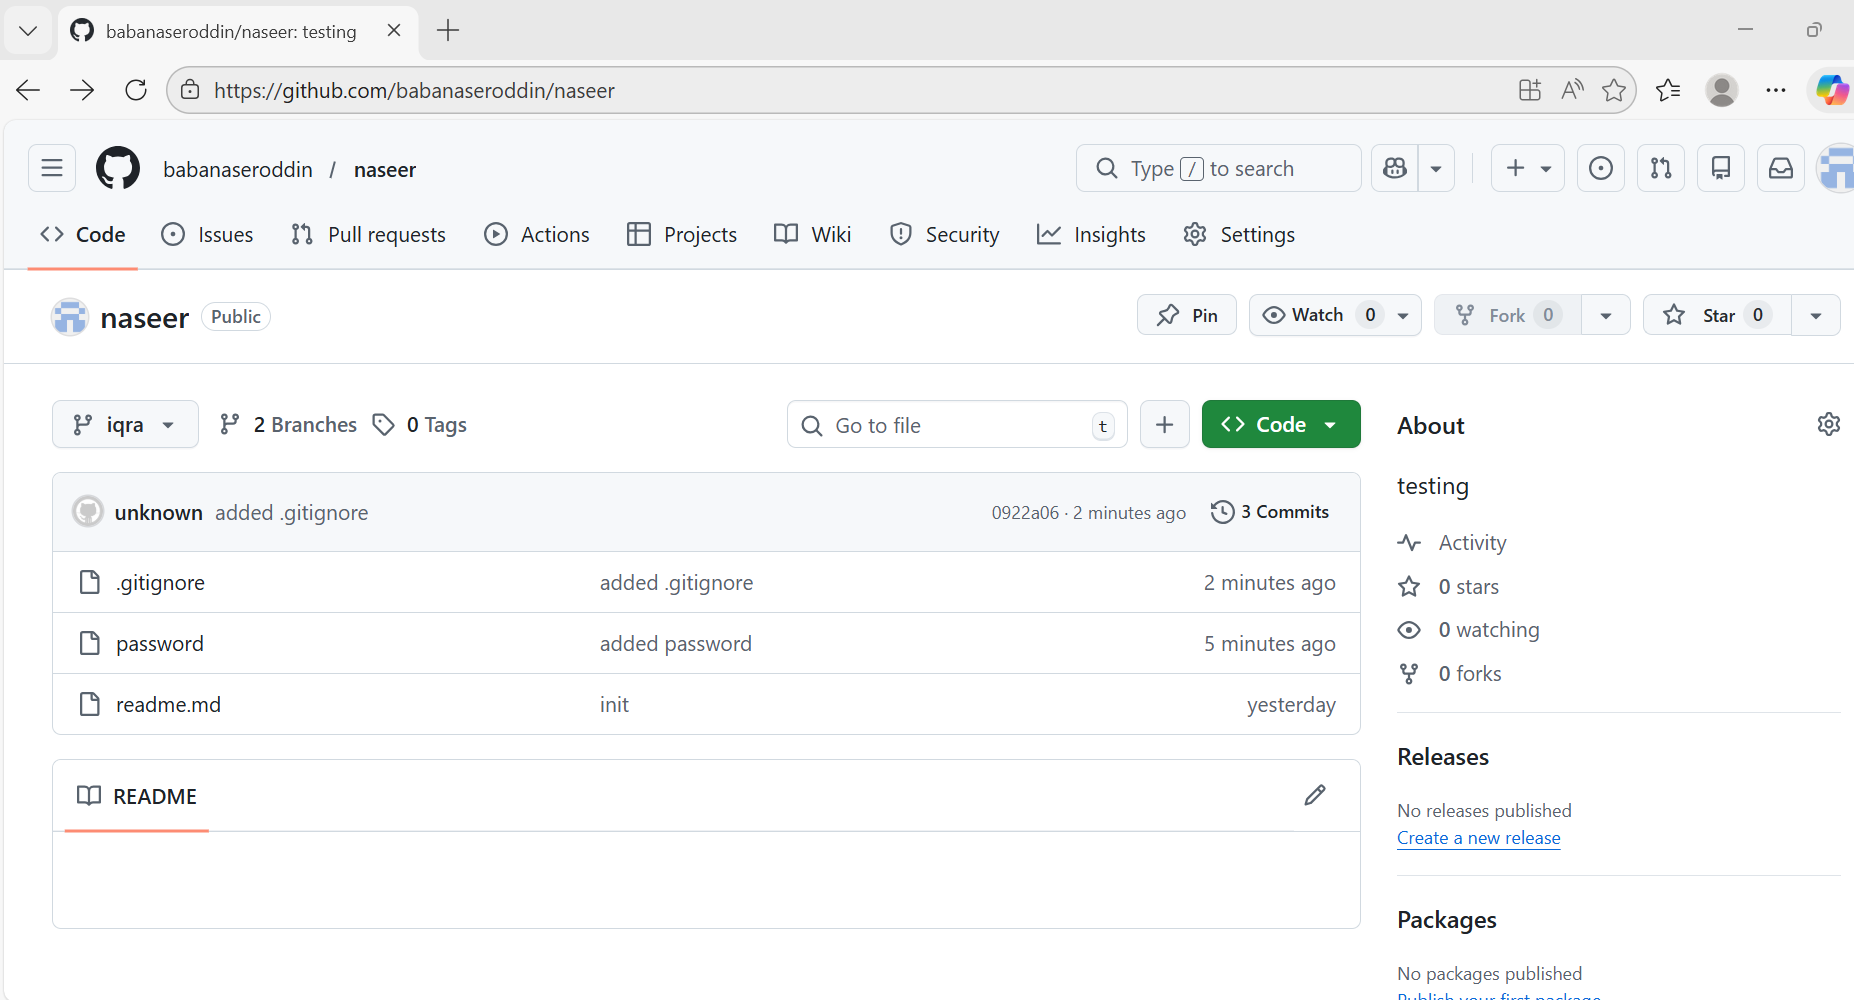 babanaseroddin/naseer: testing
https://github.com/babanaseroddin/naseer
babanaseroddin / naseer
Type / to search
Code Issues Pull requests Actions Projects Wiki Security Insights Settings
naseer Public
Pin Watch 0 Fork 0 Star 0
iqra 2 Branches 0 Tags
Go to file t
Code
unknown added .gitignore 0922a06 · 2 minutes ago 3 Commits
.gitignore added .gitignore 2 minutes ago
password added password 5 minutes ago
readme.md init yesterday
README
About
testing
Activity
0 stars
0 watching
0 forks
Releases
No releases published
Create a new release
Packages
No packages published
Publish your first package